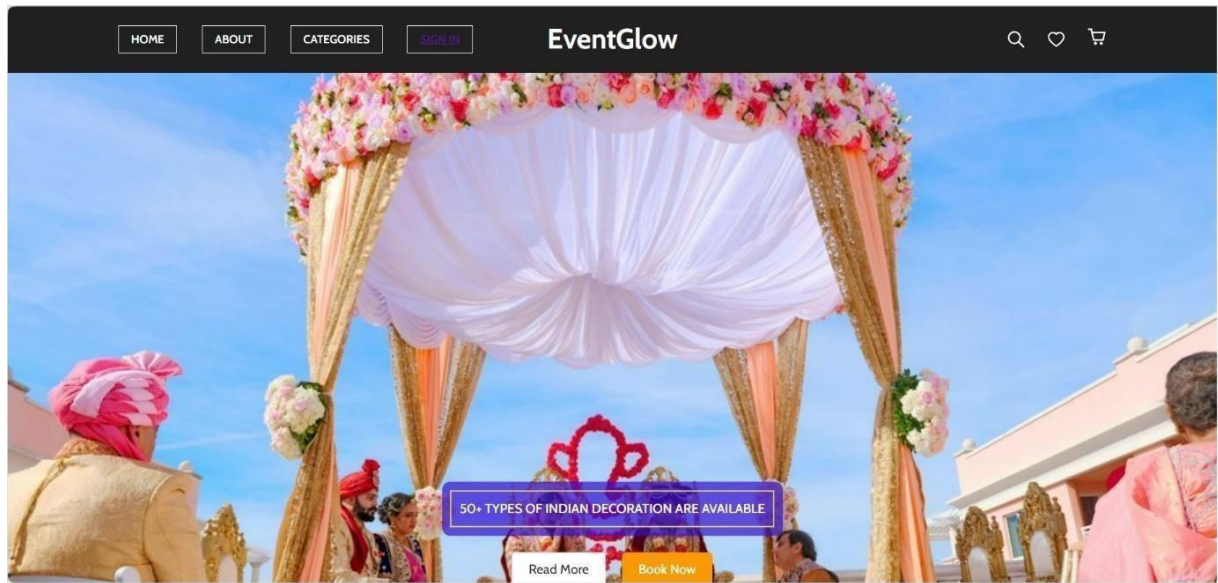 HOME ABOUT CATEGORIES SIGN IN EventGlow
50+ TYPES OF INDIAN DECORATION ARE AVAILABLE
Read More Book Now